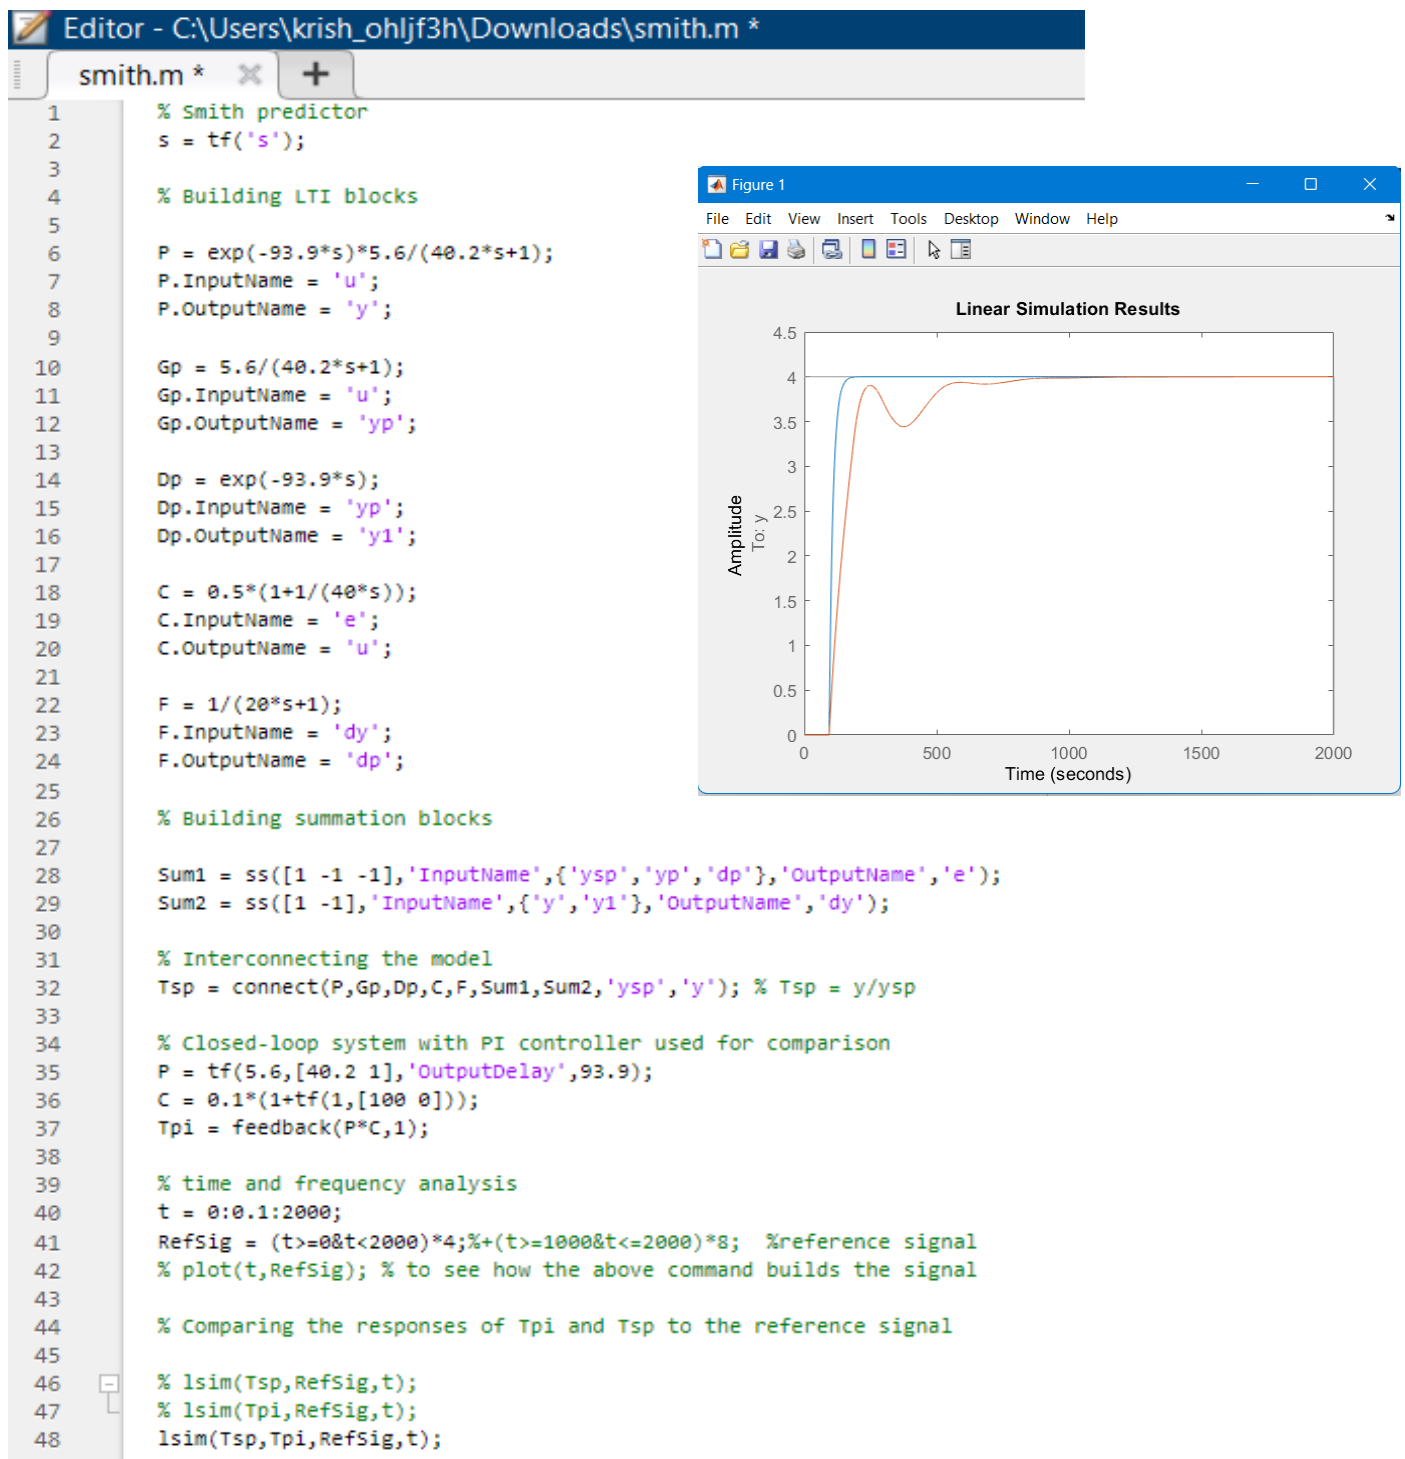 Editor - C:\Users\krish_ohljf3h\Downloads\smith.m *
smith.m * × +
1 % Smith predictor
2 s = tf('s');
3
4 % Building LTI blocks
5
6 P = exp(-93.9*s)*5.6/(40.2*s+1);
7 P.InputName = 'u';
8 P.OutputName = 'y';
9
10 Gp = 5.6/(40.2*s+1);
11 Gp.InputName = 'u';
12 Gp.OutputName = 'yp';
13
14 Dp = exp(-93.9*s);
15 Dp.InputName = 'yp';
16 Dp.OutputName = 'y1';
17
18 C = 0.5*(1+1/(40*s));
19 C.InputName = 'e';
20 C.OutputName = 'u';
21
22 F = 1/(20*s+1);
23 F.InputName = 'dy';
24 F.OutputName = 'dp';
25
26 % Building summation blocks
27
28 Sum1 = ss([1 -1 -1],'InputName',{'ysp','yp','dp'},'OutputName','e');
29 Sum2 = ss([1 -1],'InputName',{'y','y1'},'OutputName','dy');
30
31 % Interconnecting the model
32 Tsp = connect(P,Gp,Dp,C,F,Sum1,Sum2,'ysp','y'); % Tsp = y/ysp
33
34 % Closed-loop system with PI controller used for comparison
35 P = tf(5.6,[40.2 1],'OutputDelay',93.9);
36 C = 0.1*(1+tf(1,[100 0]));
37 Tpi = feedback(P*C,1);
38
39 % time and frequency analysis
40 t = 0:0.1:2000;
41 RefSig = (t>=0&t<2000)*4;%+(t>=1000&t<=2000)*8;  %reference signal
42 % plot(t,RefSig); % to see how the above command builds the signal
43
44 % Comparing the responses of Tpi and Tsp to the reference signal
45
46 % lsim(Tsp,RefSig,t);
47 % lsim(Tpi,RefSig,t);
48 lsim(Tsp,Tpi,RefSig,t);
Figure 1
File Edit View Insert Tools Desktop Window Help
Linear Simulation Results
4.5
4
3.5
3
2.5
2
1.5
1
0.5
0
Amplitude
To: y
0 500 1000 1500 2000
Time (seconds)